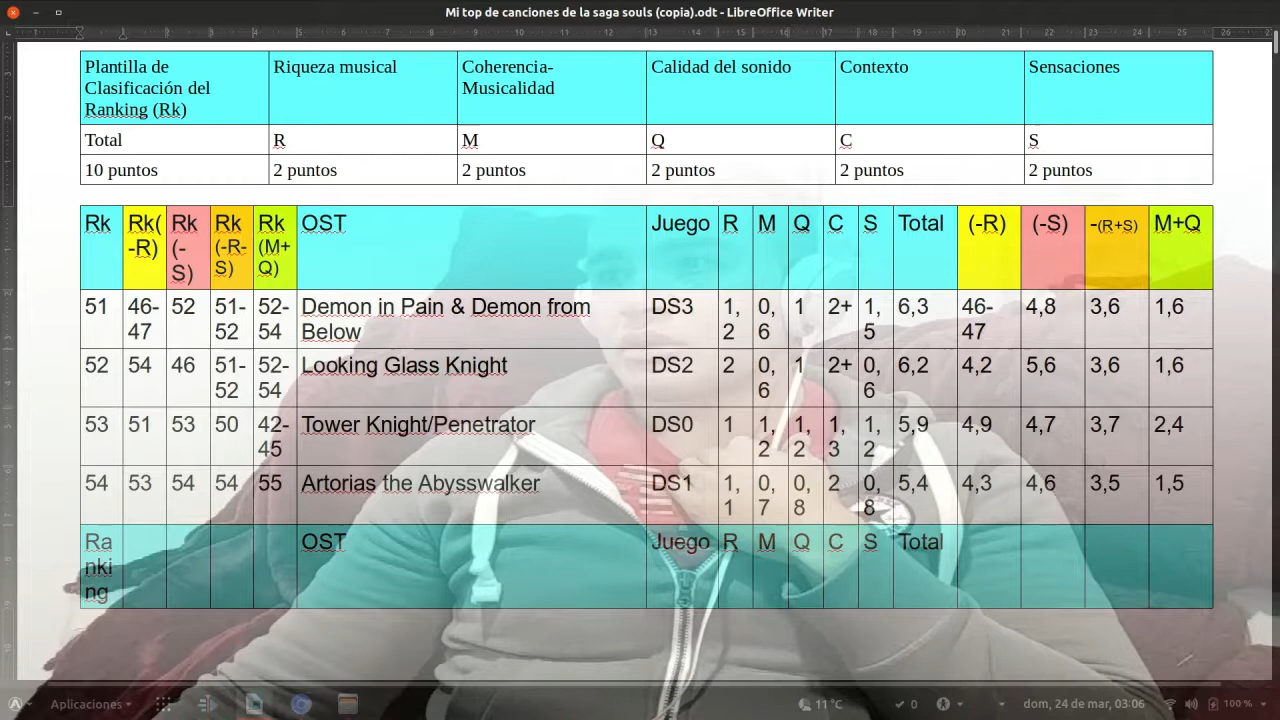 Mi top de canciones de la saga souls (copia).odt - LibreOffice Writer
Plantilla de Clasificación del Ranking (Rk) Riqueza musical Coherencia-Musicalidad Calidad del sonido Contexto Sensaciones
Total R M Q C S
10 puntos 2 puntos 2 puntos 2 puntos 2 puntos 2 puntos
Rk Rk(-R) Rk (-S) Rk (-R-S) Rk (M+Q) OST Juego R M Q C S Total (-R) (-S) -(R+S) M+Q
51 46-47 52 51-52 52-54 Demon in Pain & Demon from Below DS3 1,2 0,6 1 2+ 1,5 6,3 46-47 4,8 3,6 1,6
52 54 46 51-52 52-54 Looking Glass Knight DS2 2 0,6 1 2+ 0,6 6,2 4,2 5,6 3,6 1,6
53 51 53 50 42-45 Tower Knight/Penetrator DS0 1 1,2 1,2 1,3 1,2 5,9 4,9 4,7 3,7 2,4
54 53 54 54 55 Artorias the Abysswalker DS1 1,1 0,7 0,8 2 0,8 5,4 4,3 4,6 3,5 1,5
Ranking OST Juego R M Q C S Total
Aplicaciones 11°C 0 dom, 24 de mar, 03:06 100 %